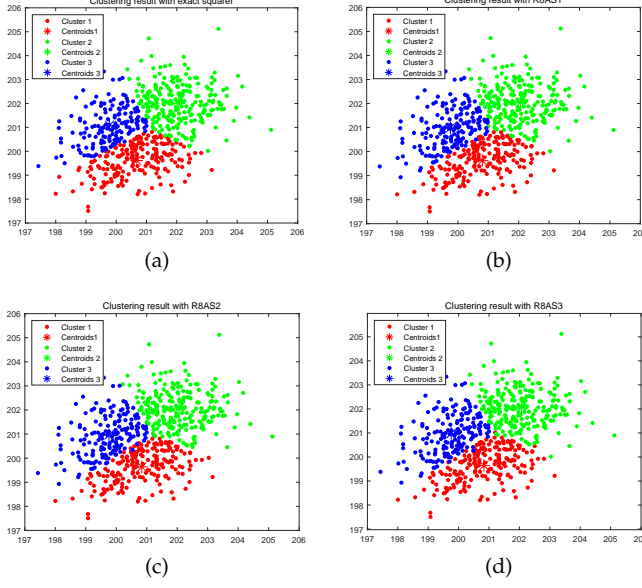 Clustering result with exact squarer
Clustering result with R8AS1
206
205
204
203
202
201
200
199
198
197
Cluster 1
Centroids1
Cluster 2
Centroids 2
Cluster 3
Centroids 3
197 198 199 200 201 202 203 204 205 206
(a)
206
205
204
203
202
201
200
199
198
197
Cluster 1
Centroids1
Cluster 2
Centroids 2
Cluster 3
Centroids 3
197 198 199 200 201 202 203 204 205
(b)
Clustering result with R8AS2
206
205
204
203
202
201
200
199
198
197
Cluster 1
Centroids1
Cluster 2
Centroids 2
Cluster 3
Centroids 3
197 198 199 200 201 202 203 204 205 206
(c)
Clustering result with R8AS3
205
204
203
202
201
200
199
198
197
Cluster 1
Centroids1
Cluster 2
Centroids 2
Cluster 3
Centroids 3
197 198 199 200 201 202 203 204 205
(d)